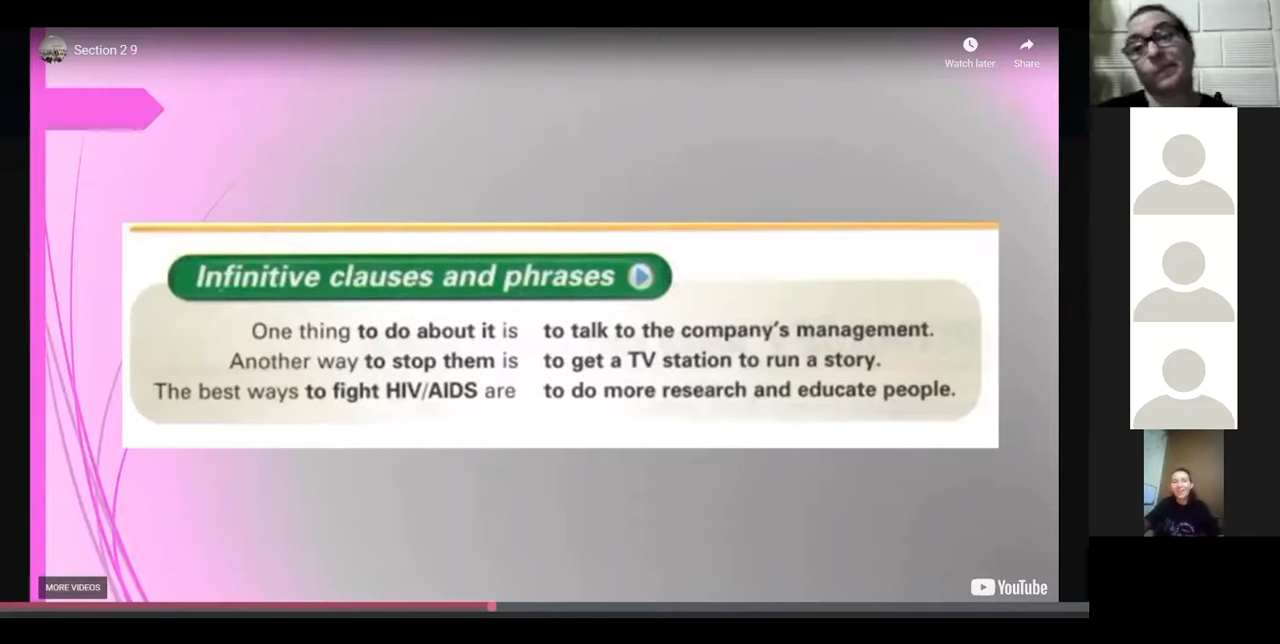 Section 2 9
Watch later
Share
Infinitive clauses and phrases
One thing to do about it is to talk to the company's management.
Another way to stop them is to get a TV station to run a story.
The best ways to fight HIV/AIDS are to do more research and educate people.
MORE VIDEOS
YouTube